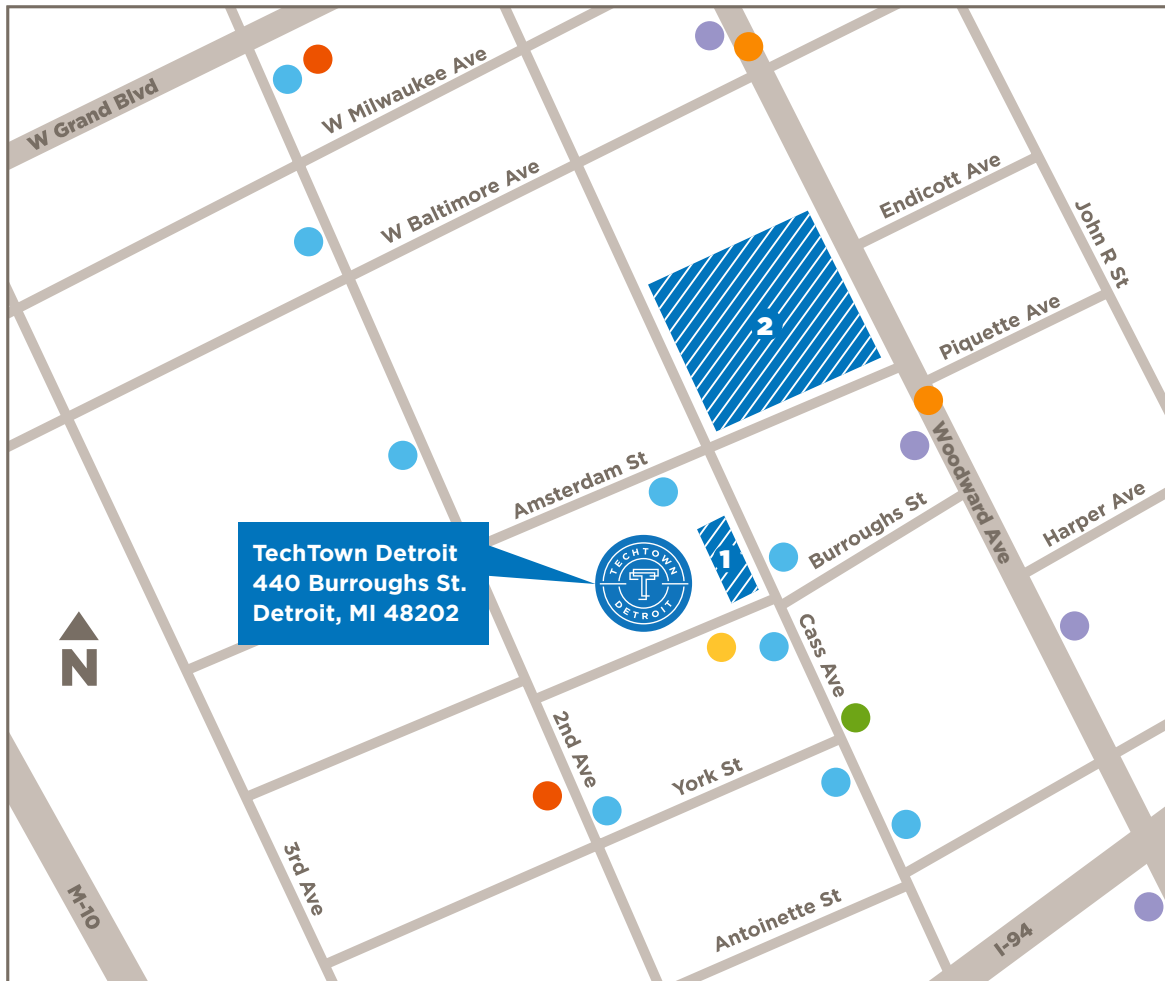 W Grand Blvd
W Milwaukee Ave
W Baltimore Ave
Endicott Ave
John R St
Piquette Ave
2
Woodward Ave
Amsterdam St
Burroughs St
Harper Ave
TechTown Detroit
440 Burroughs St.
Detroit, MI 48202
TECHTOWN
T
DETROIT
1
N
Cass Ave
2nd Ave
York St
3rd Ave
M-10
Antoinette St
I-94